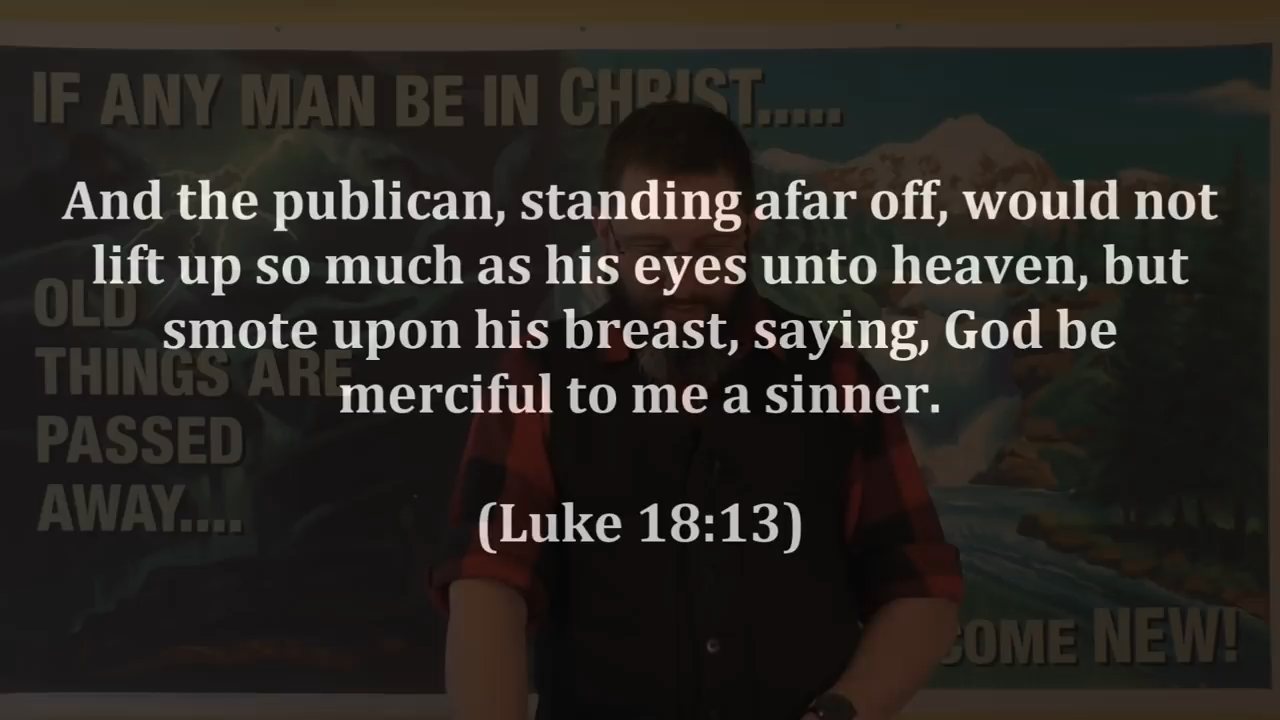 IF ANY MAN BE IN CHRIST.....
And the publican, standing afar off, would not
lift up so much as his eyes unto heaven, but
smote upon his breast, saying, God be
merciful to me a sinner.
(Luke 18:13)
OLD
THINGS ARE
PASSED
AWAY....
COME NEW!